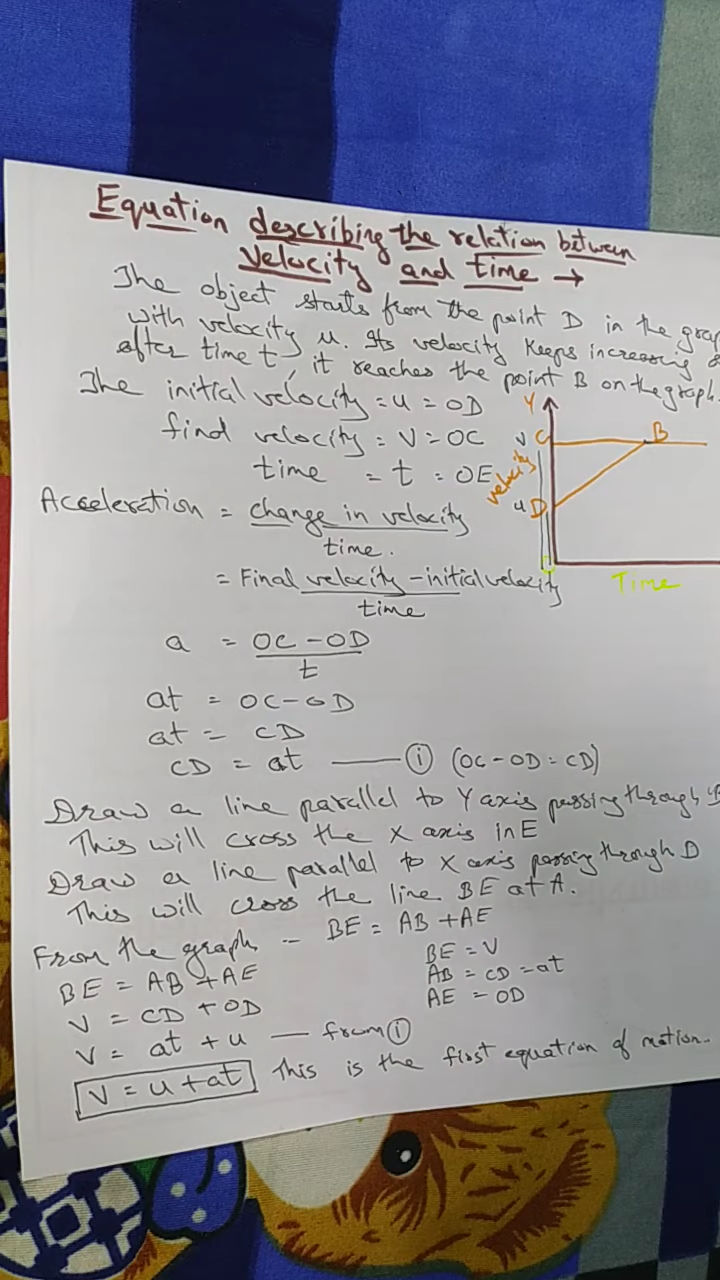 Equation describing the relation between
velocity and time →
The object starts from the point D in the grap
with velocity u. Its velocity keeps increasing &
after time t, it reaches the point B on the graph.
The initial velocity = u = OD
find velocity = V = OC
time = t = OE
Y
V C
B
velocity
u D
Time
Acceleration = change in velocity
time.
= Final velocity - initial velocity
time
a = OC - OD
t
at = OC - OD
at = CD
CD = at —— (i) (OC - OD = CD)
Draw a line parallel to Y axis passing through B
This will cross the X axis in E
Draw a line parallel to X axis passing through D
This will cross the line BE at A.
From the graph - BE = AB + AE
BE = AB + AE
BE = V
V = CD + OD
AB = CD = at
AE = OD
V = at + u — from (i)
V = u + at This is the first equation of motion..